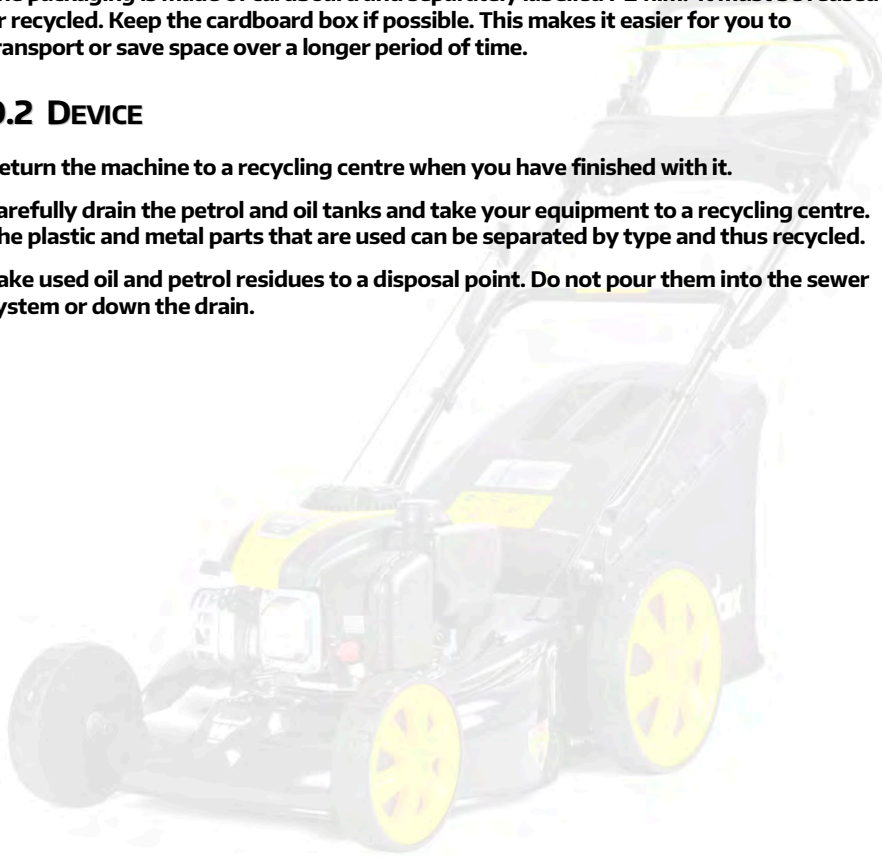 r recycled. Keep the cardboard box if possible. This makes it easier for you to
ransport or save space over a longer period of time.
.2 DEVICE
eturn the machine to a recycling centre when you have finished with it.
arefully drain the petrol and oil tanks and take your equipment to a recycling centre.
he plastic and metal parts that are used can be separated by type and thus recycled.
ake used oil and petrol residues to a disposal point. Do not pour them into the sewer
ystem or down the drain.